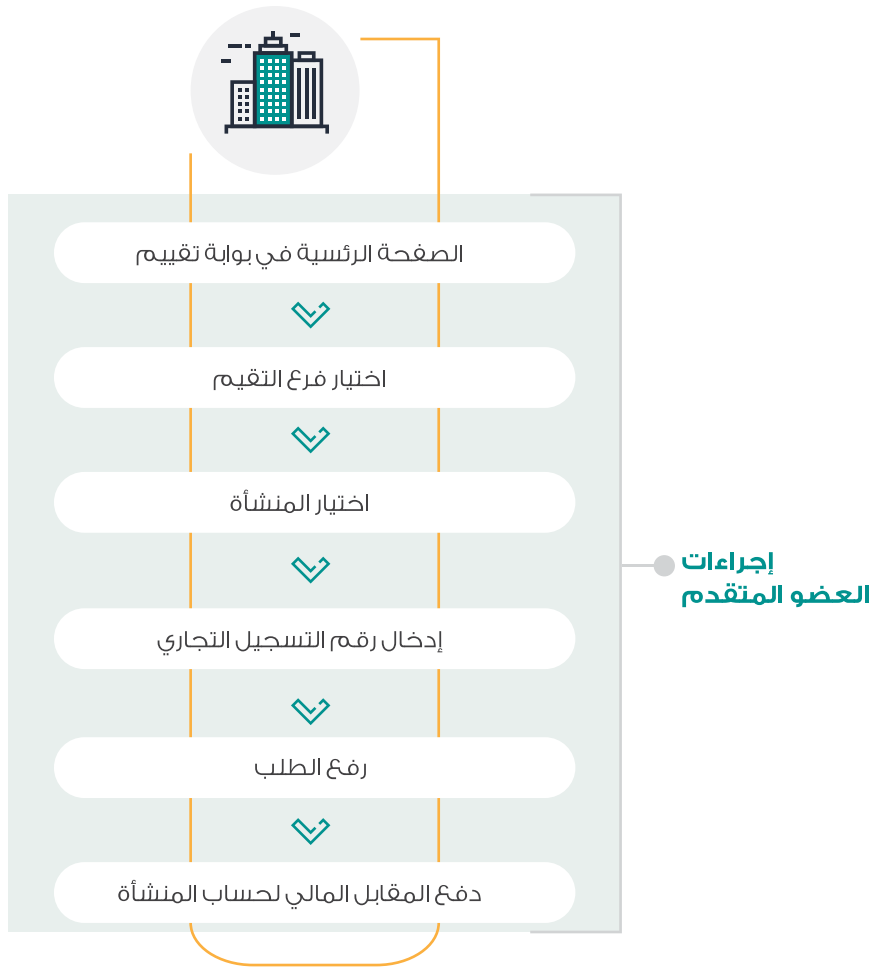 الصفحة الرئسية في بوابة تقييم
اختيار فرع التقيم
اختيار المنشأة
إدخال رقم التسجيل التجاري
رفع الطلب
دفع المقابل المالي لحساب المنشأة
إجراءات
العضو المتقدم